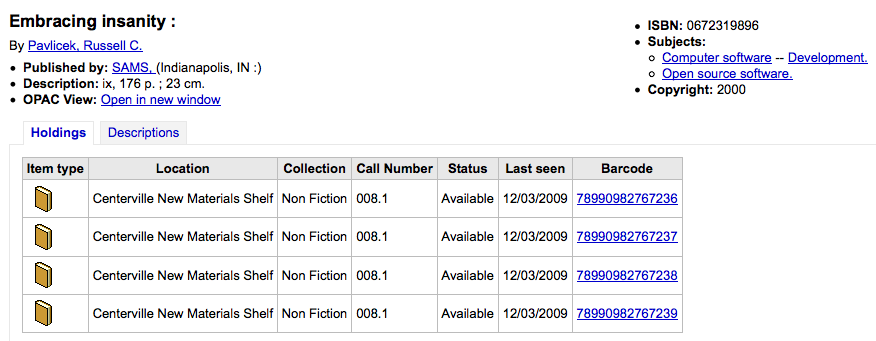 Embracing insanity :
By Pavlicek, Russell C.
• Published by: SAMS, (Indianapolis, IN :)
• Description: ix, 176 p. ; 23 cm.
• OPAC View: Open in new window
• ISBN: 0672319896
• Subjects:
○ Computer software -- Development.
○ Open source software.
• Copyright: 2000
Holdings Descriptions
Item type Location Collection Call Number Status Last seen Barcode
Centerville New Materials Shelf Non Fiction 008.1 Available 12/03/2009 78990982767236
Centerville New Materials Shelf Non Fiction 008.1 Available 12/03/2009 78990982767237
Centerville New Materials Shelf Non Fiction 008.1 Available 12/03/2009 78990982767238
Centerville New Materials Shelf Non Fiction 008.1 Available 12/03/2009 78990982767239